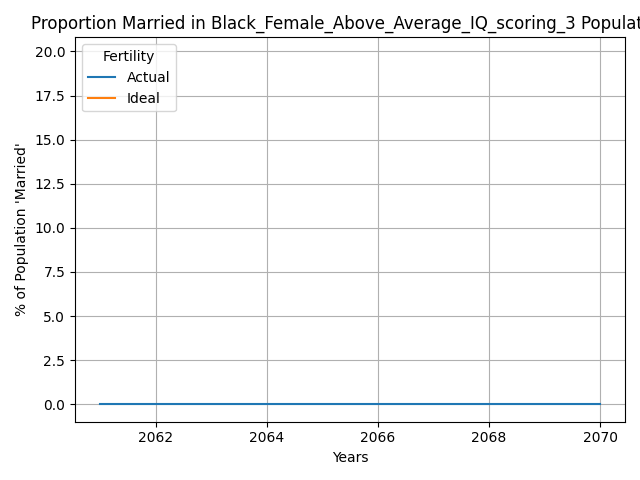 Proportion Married in Black_Female_Above_Average_IQ_scoring_3 Populat
Fertility
Actual
Ideal
20.0
17.5
15.0
12.5
10.0
7.5
5.0
2.5
0.0
% of Population 'Married'
2062 2064 2066 2068 2070
Years